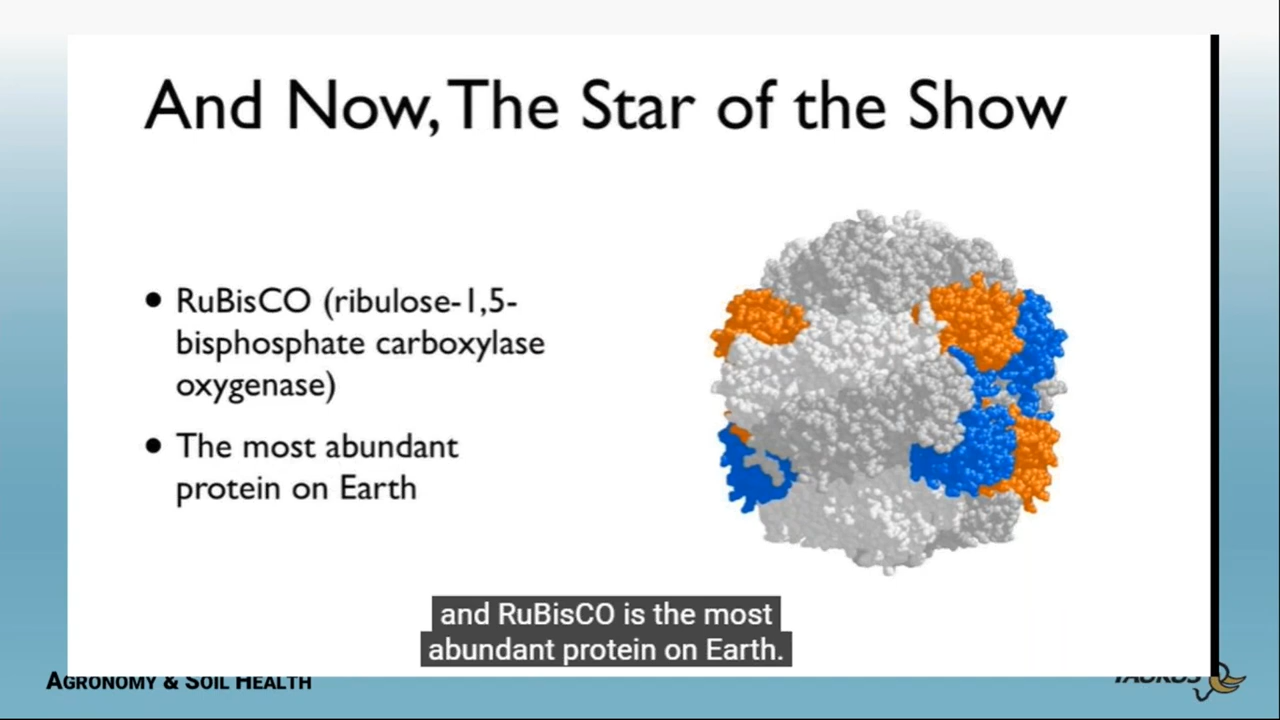 And Now, The Star of the Show
• RuBisCO (ribulose-1,5-
bisphosphate carboxylase
oxygenase)
• The most abundant
protein on Earth
and RuBisCO is the most
abundant protein on Earth.
AGRONOMY & SOIL HEALTH
TAURUS